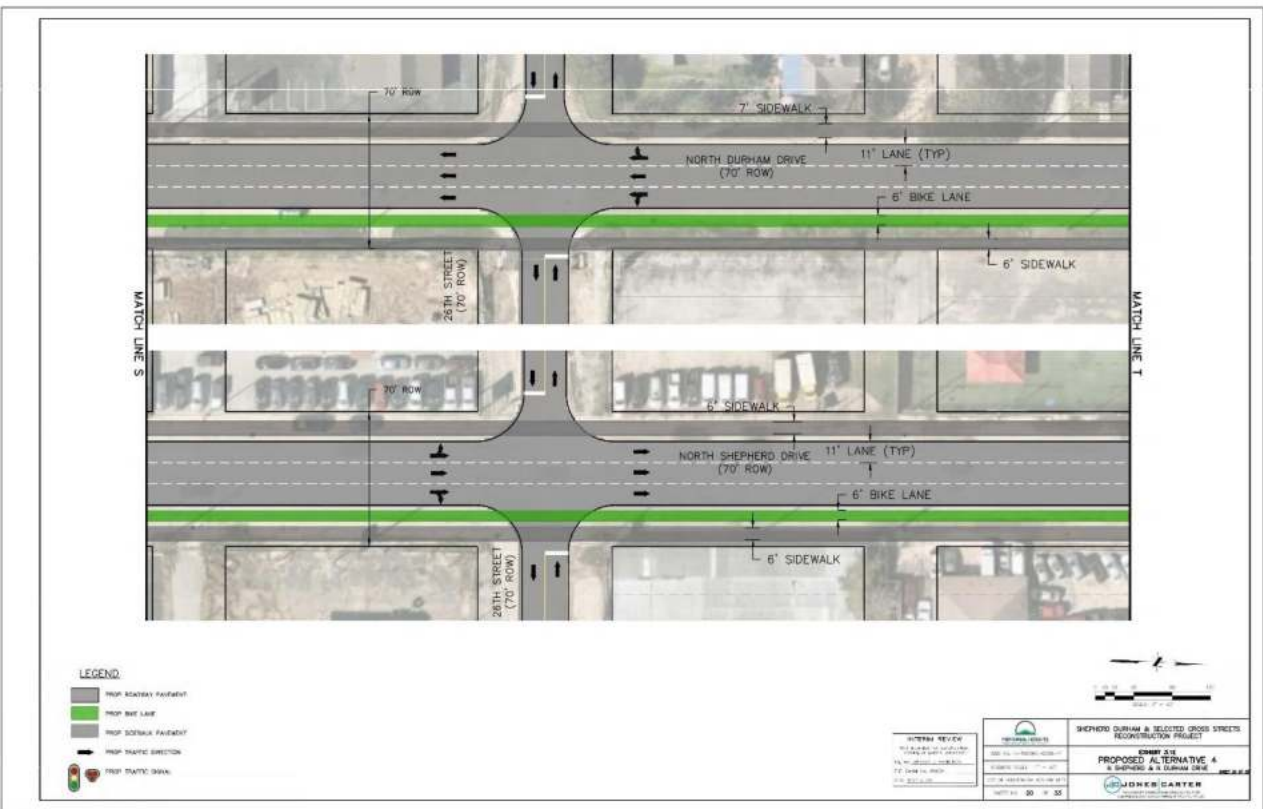 70' ROW
7' SIDEWALK
NORTH DURHAM DRIVE
(70' ROW)
11' LANE (TYP)
6' BIKE LANE
6' SIDEWALK
26TH STREET
(70' ROW)
MATCH LINE S
MATCH LINE T
70' ROW
6' SIDEWALK
NORTH SHEPHERD DRIVE
(70' ROW)
11' LANE (TYP)
6' BIKE LANE
6' SIDEWALK
26TH STREET
(70' ROW)
LEGEND
PROP ROADWAY PAVEMENT
PROP BIKE LANE
PROP SIDEWALK PAVEMENT
PROP TRAFFIC DIRECTION
PROP TRAFFIC SIGNAL
INTERIM REVIEW
SHEPHERD DURHAM & SELECTED CROSS STREETS
RECONSTRUCTION PROJECT
PROPOSED ALTERNATIVE 4
N SHEPHERD & N DURHAM DRIVE
JONES CARTER